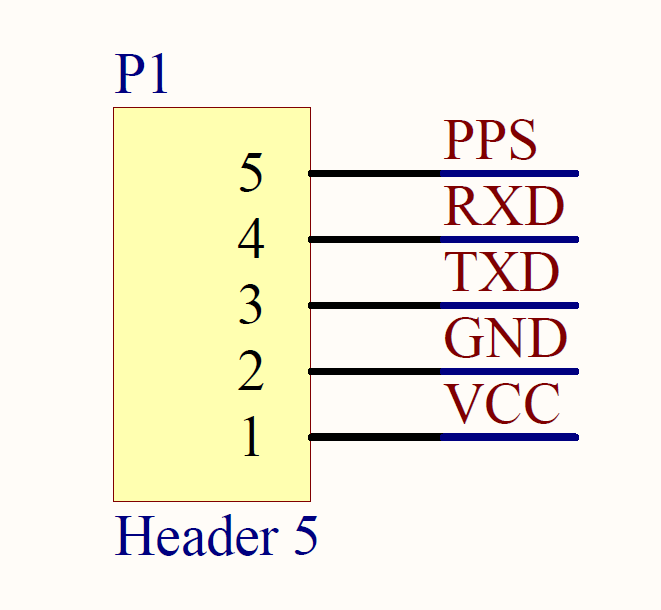 P1
5 PPS
4 RXD
3 TXD
2 GND
1 VCC
Header 5